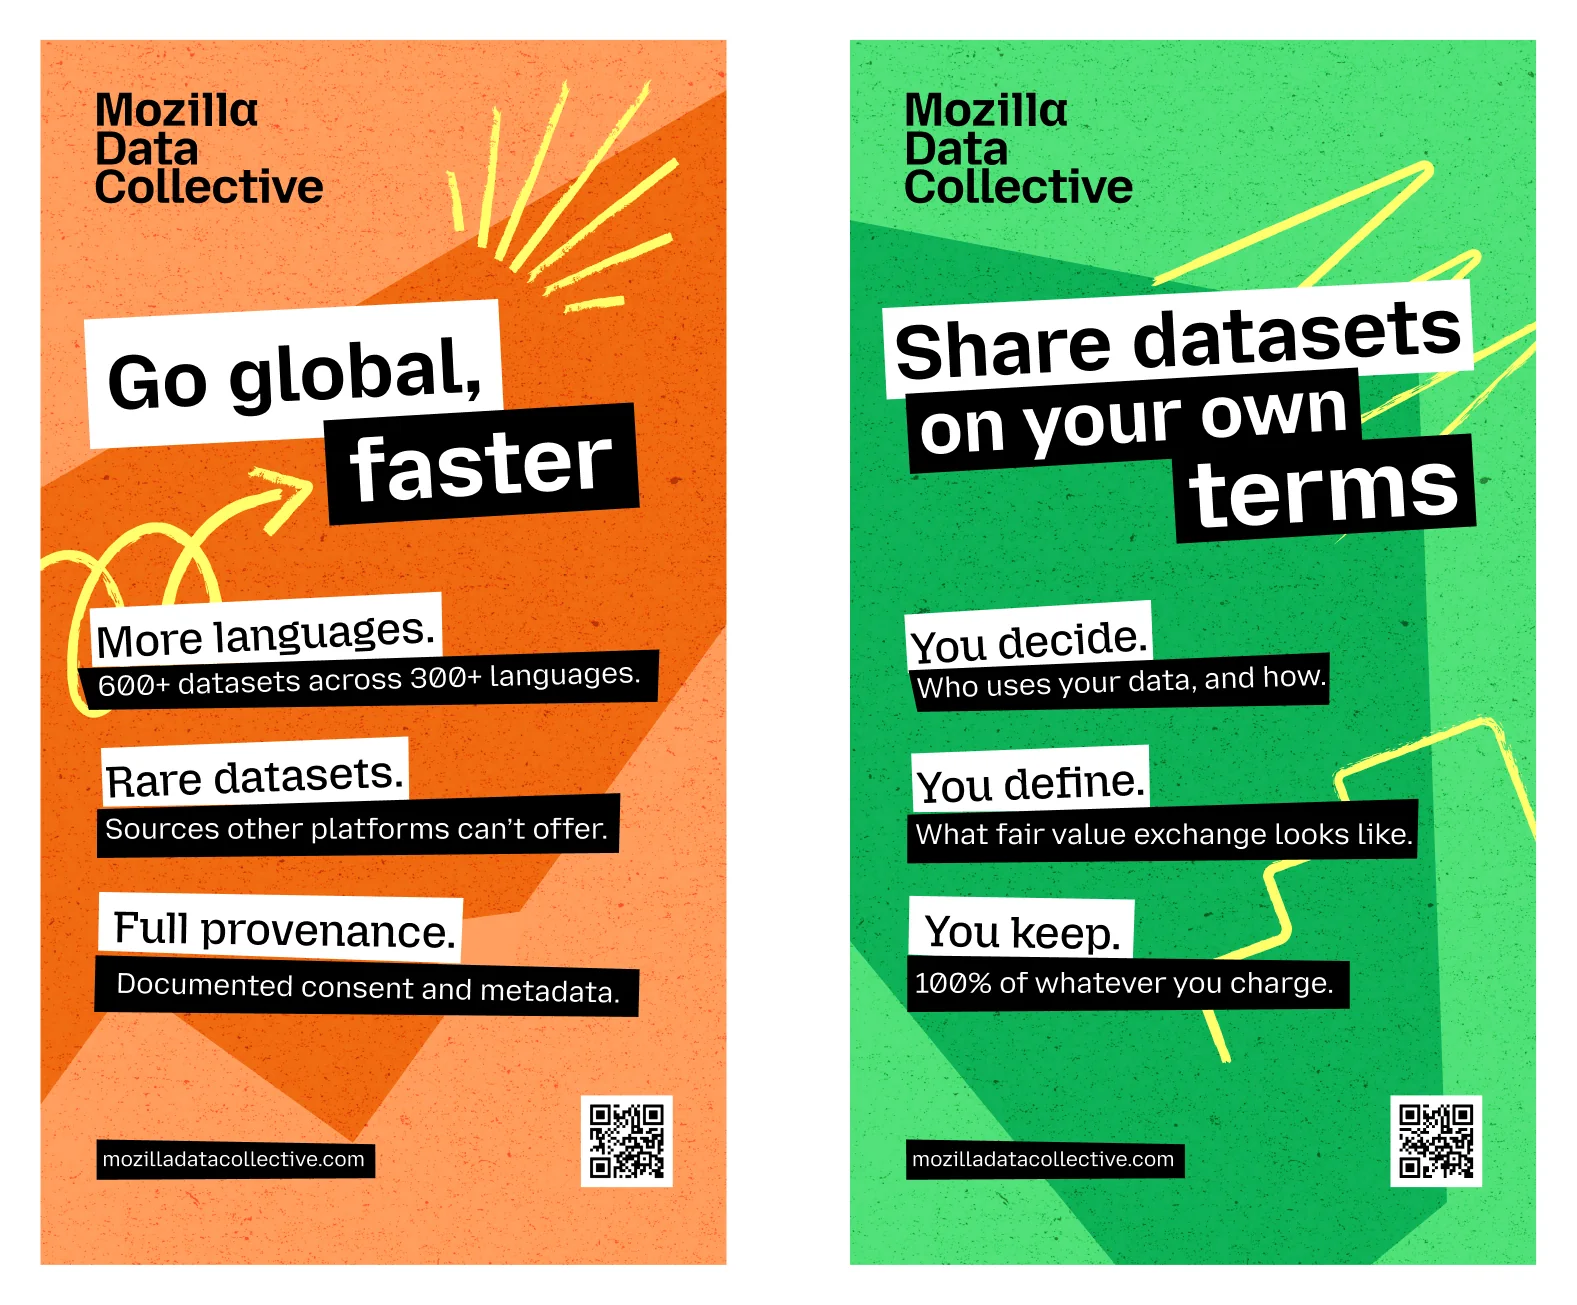 Mozilla
Data
Collective
Go global,
faster
More languages.
600+ datasets across 300+ languages.
Rare datasets.
Sources other platforms can’t offer.
Full provenance.
Documented consent and metadata.
mozilladatacollective.com
Mozilla
Data
Collective
Share datasets
on your own
terms
You decide.
Who uses your data, and how.
You define.
What fair value exchange looks like.
You keep.
100% of whatever you charge.
mozilladatacollective.com